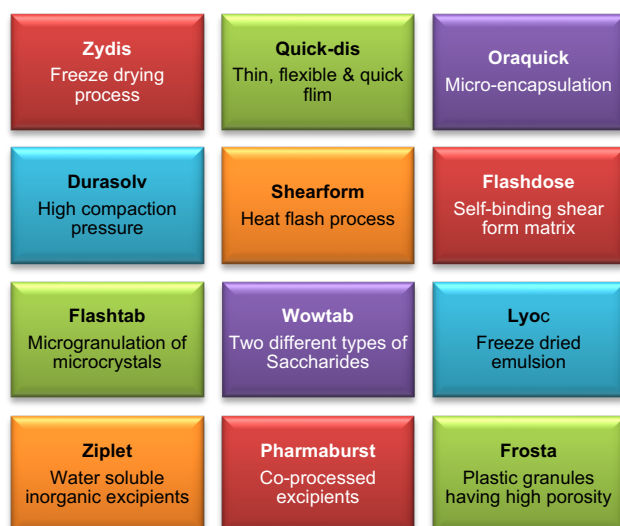 Zydis
Freeze drying
process
Quick-dis
Thin, flexible & quick
flim
Oraquick
Micro-encapsulation
Durasolv
High compaction
pressure
Shearform
Heat flash process
Flashdose
Self-binding shear
form matrix
Flashtab
Microgranulation of
microcrystals
Wowtab
Two different types of
Saccharides
Lyoc
Freeze dried
emulsion
Ziplet
Water soluble
inorganic excipients
Pharmaburst
Co-processed
excipients
Frosta
Plastic granules
having high porosity